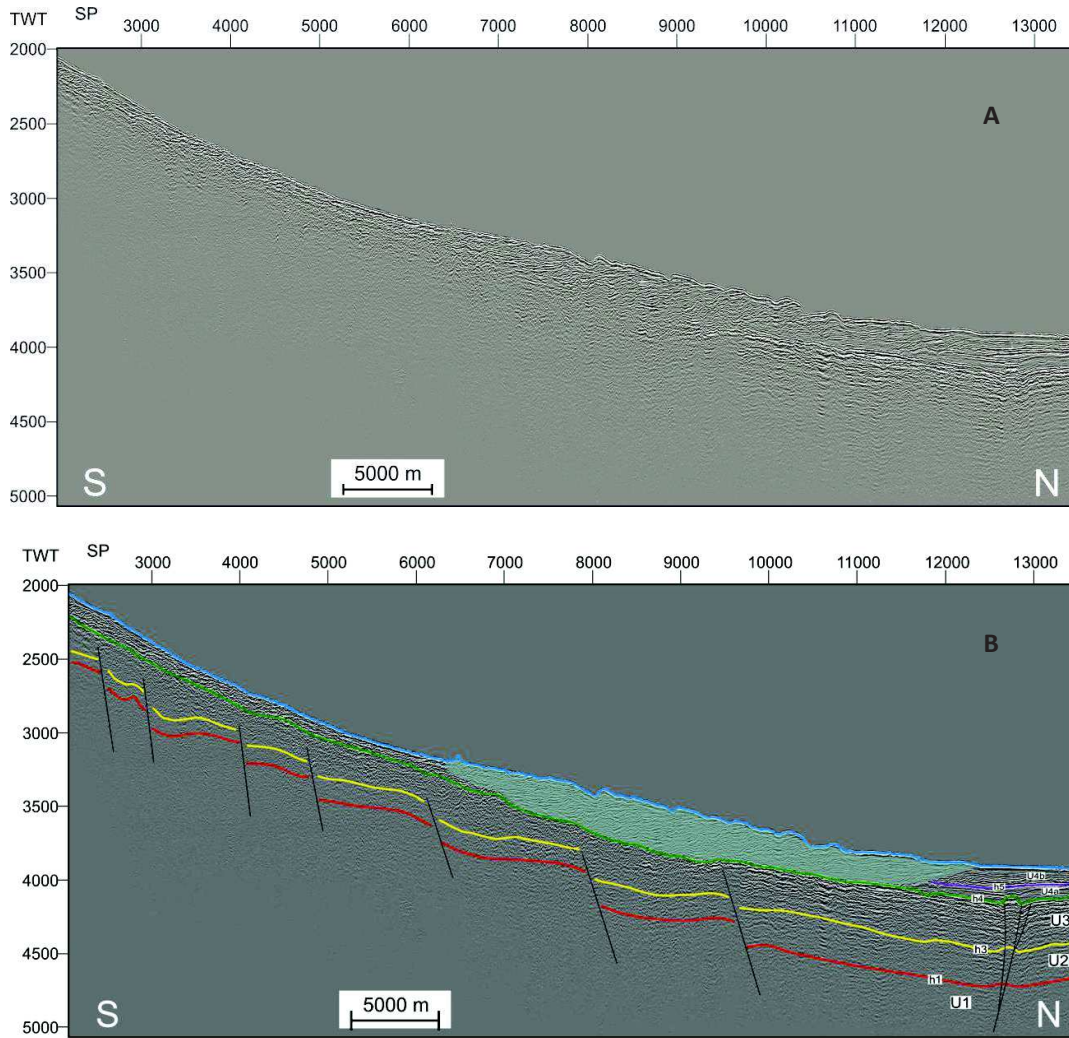 TWT SP 3000 4000 5000 6000 7000 8000 9000 10000 11000 12000 13000
2000
A
2500
3000
3500
4000
4500
5000 m
S N
5000
TWT SP
3000 4000 5000 6000 7000 8000 9000 10000 11000 12000 13000
2000
B
2500
3000
3500
U4b
4000
h5
U4a
h4
U3
h3
4500
U2
h1
U1
5000 m
S N
5000